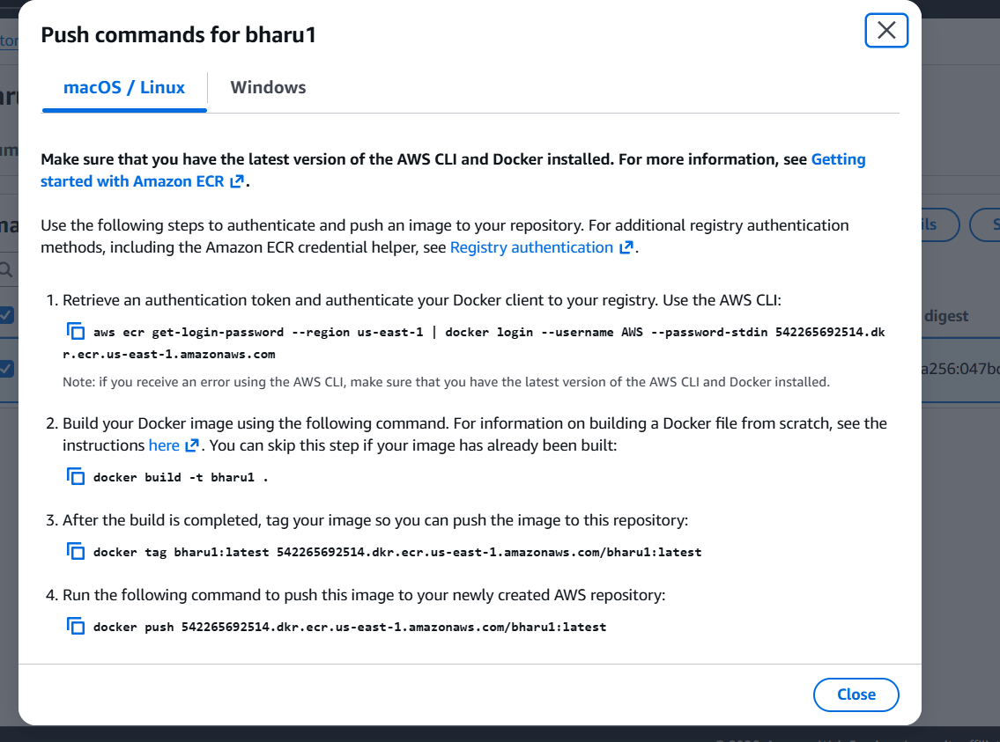 Push commands for bharu1
macOS / Linux
Windows
Make sure that you have the latest version of the AWS CLI and Docker installed. For more information, see Getting
started with Amazon ECR.
Use the following steps to authenticate and push an image to your repository. For additional registry authentication
methods, including the Amazon ECR credential helper, see Registry authentication.
1. Retrieve an authentication token and authenticate your Docker client to your registry. Use the AWS CLI:
aws ecr get-login-password --region us-east-1 | docker login --username AWS --password-stdin 542265692514.dk
r.ecr.us-east-1.amazonaws.com
Note: if you receive an error using the AWS CLI, make sure that you have the latest version of the AWS CLI and Docker installed.
2. Build your Docker image using the following command. For information on building a Docker file from scratch, see the
instructions here. You can skip this step if your image has already been built:
docker build -t bharu1 .
3. After the build is completed, tag your image so you can push the image to this repository:
docker tag bharu1:latest 542265692514.dkr.ecr.us-east-1.amazonaws.com/bharu1:latest
4. Run the following command to push this image to your newly created AWS repository:
docker push 542265692514.dkr.ecr.us-east-1.amazonaws.com/bharu1:latest
Close
digest
a256:047b